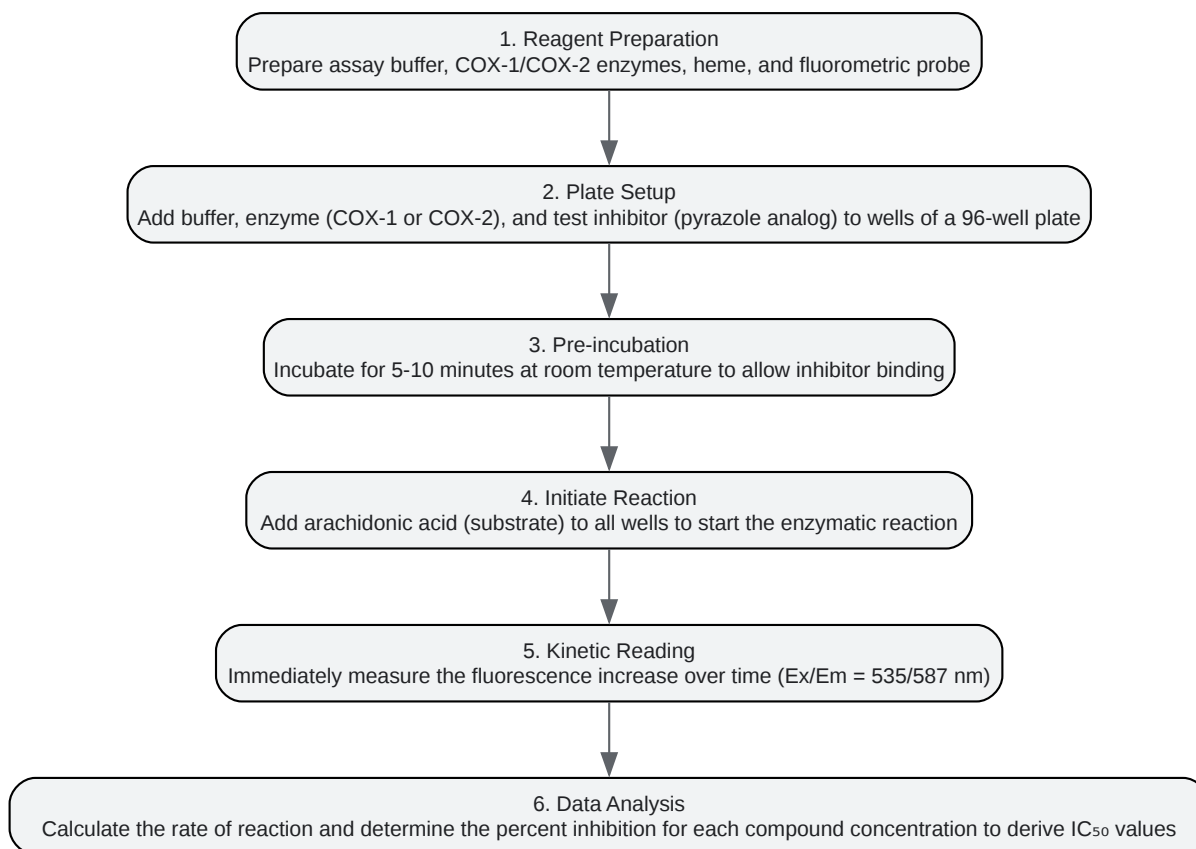 1. Reagent Preparation
Prepare assay buffer, COX-1/COX-2 enzymes, heme, and fluorometric probe
2. Plate Setup
Add buffer, enzyme (COX-1 or COX-2), and test inhibitor (pyrazole analog) to wells of a 96-well plate
3. Pre-incubation
Incubate for 5-10 minutes at room temperature to allow inhibitor binding
4. Initiate Reaction
Add arachidonic acid (substrate) to all wells to start the enzymatic reaction
5. Kinetic Reading
Immediately measure the fluorescence increase over time (Ex/Em = 535/587 nm)
6. Data Analysis
Calculate the rate of reaction and determine the percent inhibition for each compound concentration to derive IC₅₀ values